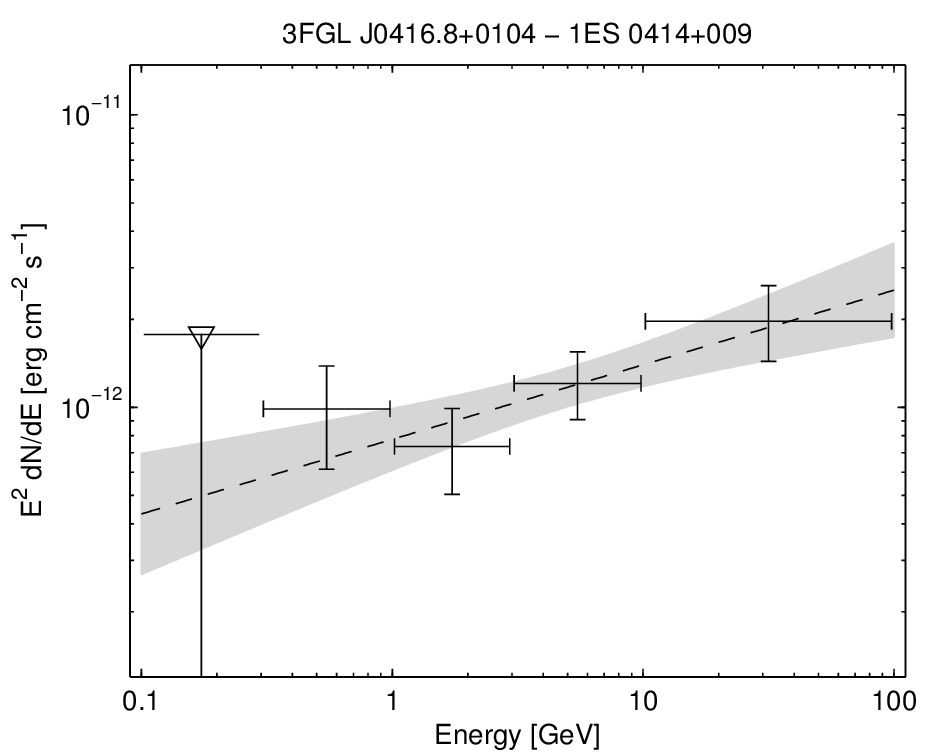 3FGL J0416.8+0104 − 1ES 0414+009
10⁻¹¹
10⁻¹²
E² dN/dE [erg cm⁻² s⁻¹]
0.1 1 10 100
Energy [GeV]